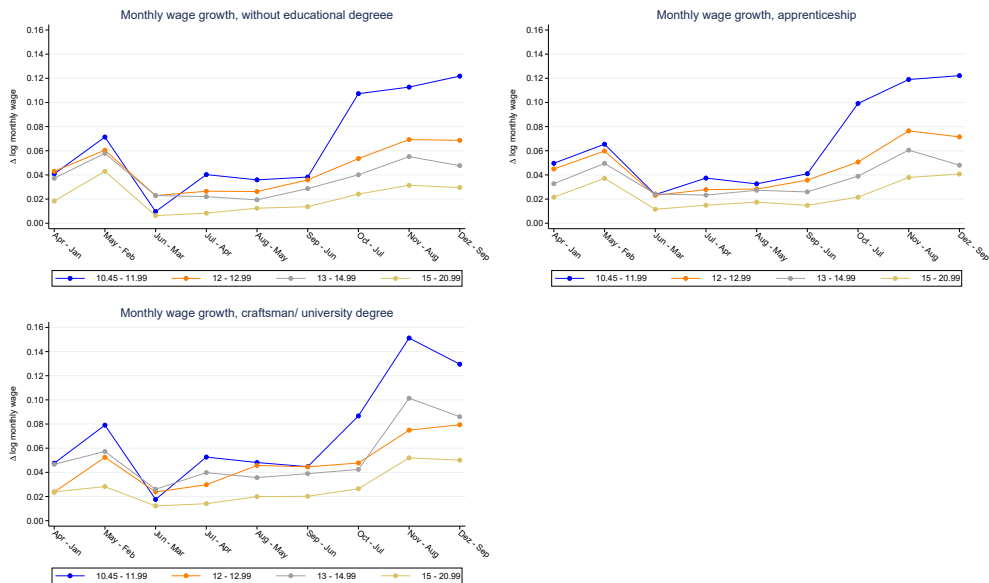 Monthly wage growth, without educational degreee
0.16
0.14
0.12
0.10
0.08
0.06
0.04
0.02
0.00
Δ log monthly wage
Apr - Jan
May - Feb
Jun - Mar
Jul - Apr
Aug - May
Sep - Jun
Oct - Jul
Nov - Aug
Dez - Sep
10.45 - 11.99 12 - 12.99 13 - 14.99 15 - 20.99
Monthly wage growth, apprenticeship
0.16
0.14
0.12
0.10
0.08
0.06
0.04
0.02
0.00
Δ log monthly wage
Apr - Jan
May - Feb
Jun - Mar
Jul - Apr
Aug - May
Sep - Jun
Oct - Jul
Nov - Aug
Dez - Sep
10.45 - 11.99 12 - 12.99 13 - 14.99 15 - 20.99
Monthly wage growth, craftsman/ university degree
0.16
0.14
0.12
0.10
0.08
0.06
0.04
0.02
0.00
Δ log monthly wage
Apr - Jan
May - Feb
Jun - Mar
Jul - Apr
Aug - May
Sep - Jun
Oct - Jul
Nov - Aug
Dez - Sep
10.45 - 11.99 12 - 12.99 13 - 14.99 15 - 20.99